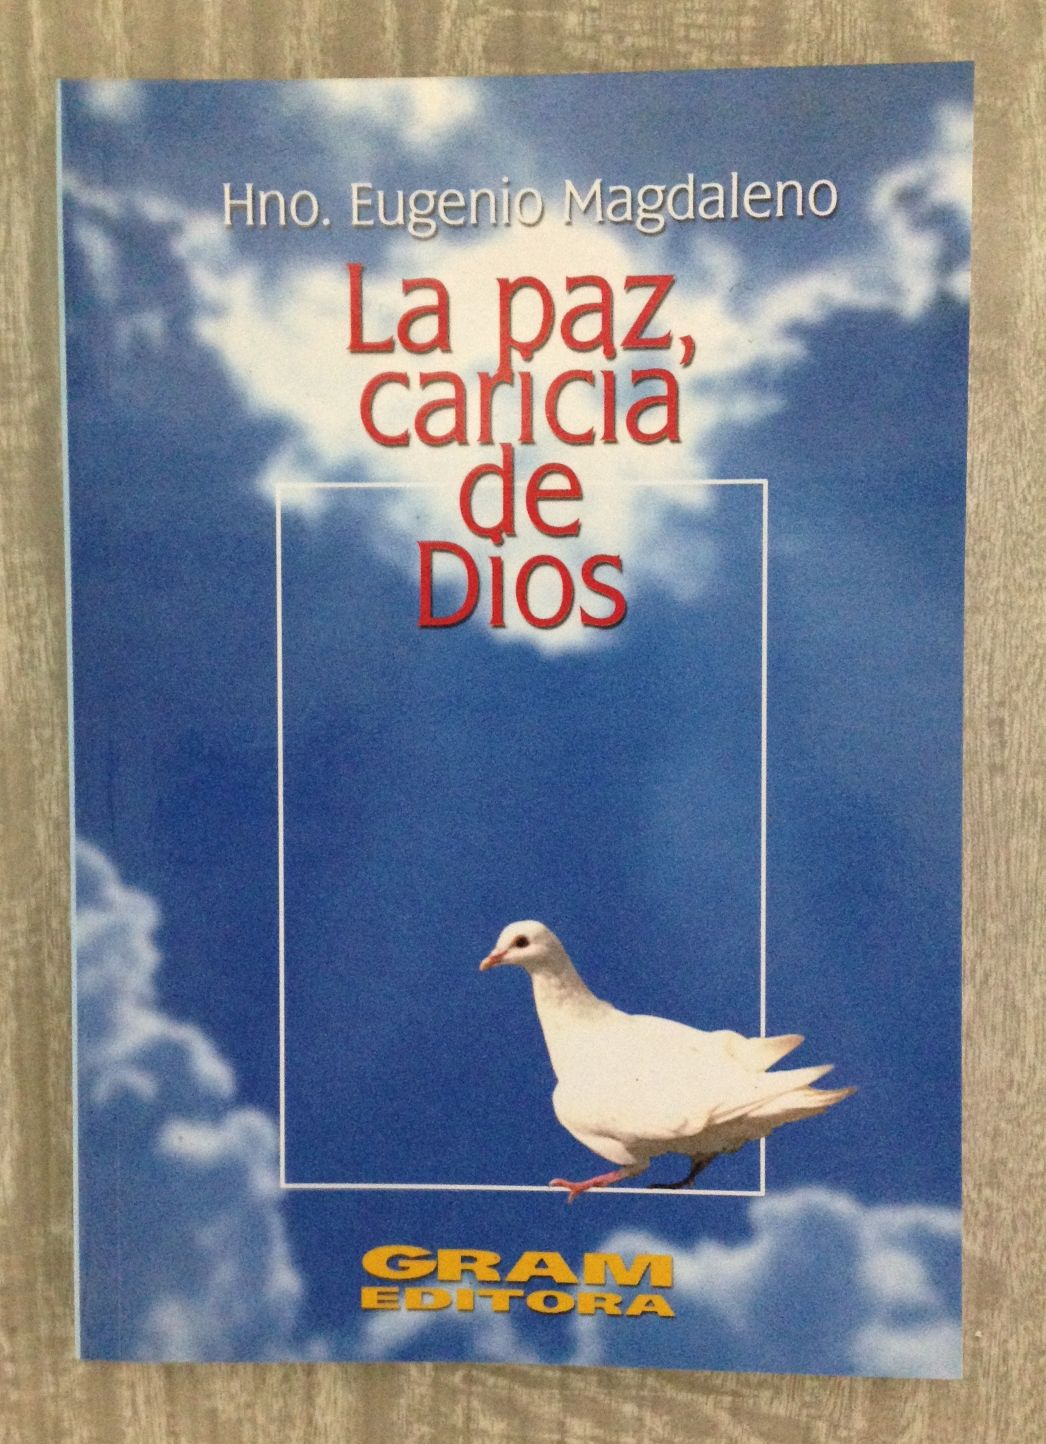 Hno. Eugenio Magdaleno
La paz,
caricia
de
Dios
GRAM
EDITORA